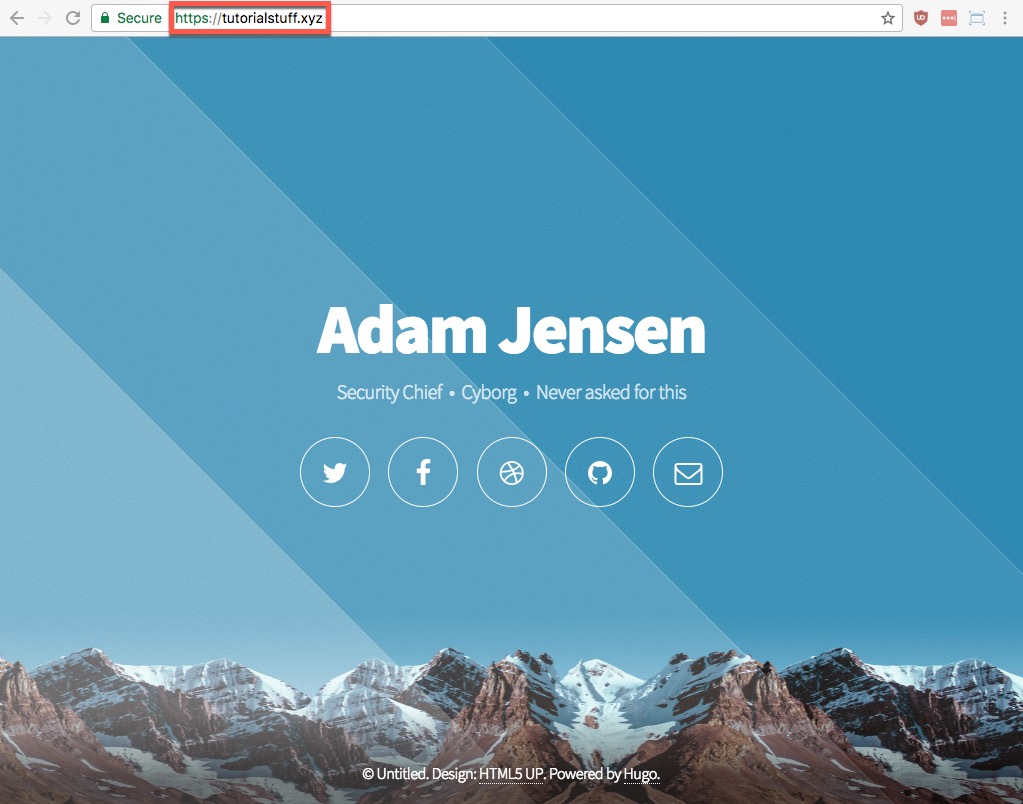 Secure https://tutorialstuff.xyz
Adam Jensen
Security Chief • Cyborg • Never asked for this
© Untitled. Design: HTML5 UP. Powered by Hugo.